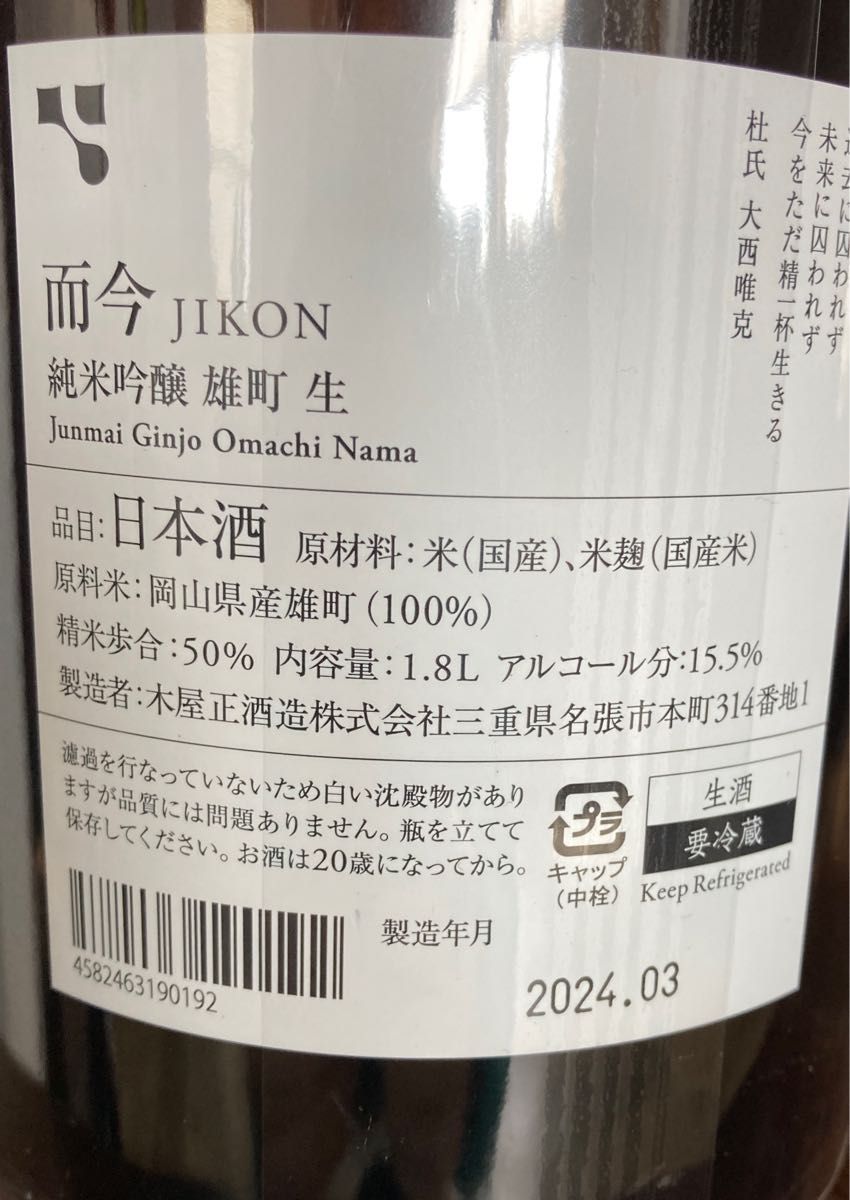 過去に囚われず
未来に囚われず
今をただ精一杯生きる
杜氏 大西唯克
而今 JIKON
純米吟醸 雄町 生
Junmai Ginjo Omachi Nama
品目:日本酒 原材料:米(国産)、米麹(国産米)
原料米:岡山県産雄町(100%)
精米歩合:50% 内容量:1.8L アルコール分:15.5%
製造者:木屋正酒造株式会社三重県名張市本町314番地1
濾過を行なっていないため白い沈殿物があり
ますが品質には問題ありません。瓶を立てて
保存してください。お酒は20歳になってから。
プラ
キャップ
(中栓)
生酒
要冷蔵
Keep Refrigerated
4582463190192
製造年月
2024.03